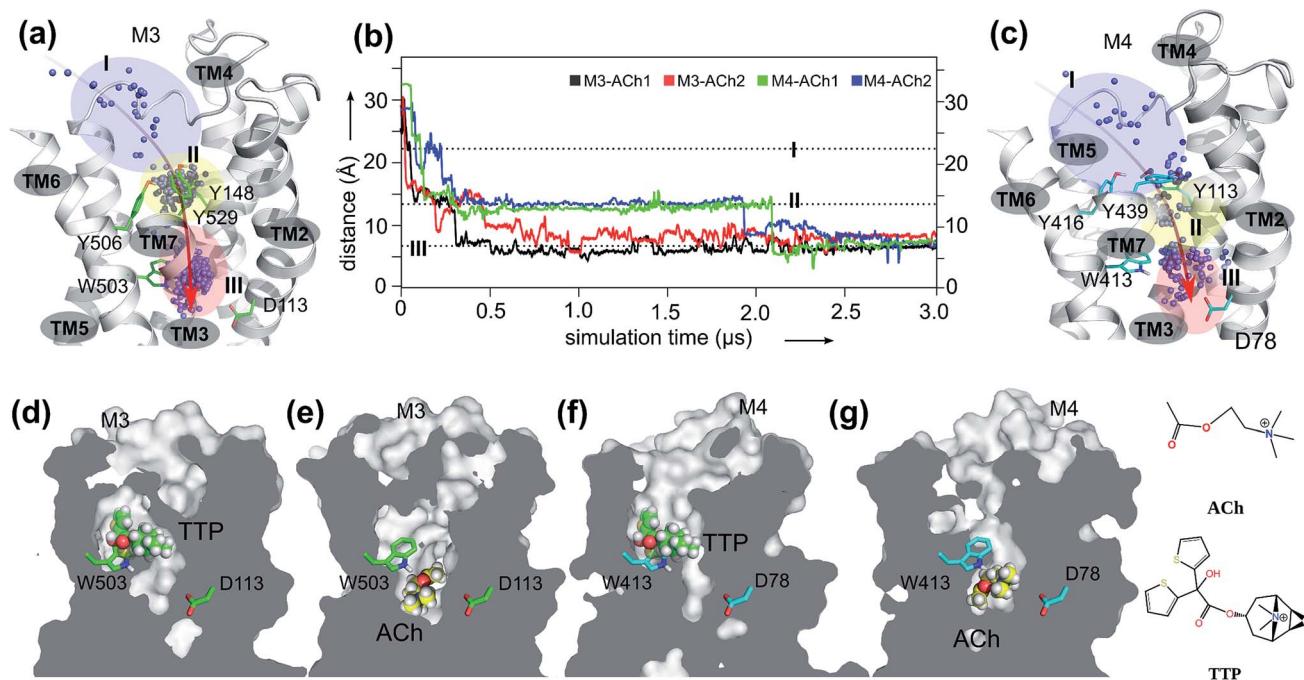 (a)
M3
I
TM4
II
TM6
Y148
Y529
Y506
TM7
TM2
W503
III
D113
TM5
TM3
(b)
M3-ACh1
M3-ACh2
M4-ACh1
M4-ACh2
distance (Å)
30
20
10
0
I
II
III
30
20
10
0
0
0.5
1.0
1.5
2.0
2.5
3.0
simulation time (μs)
(c)
M4
TM4
I
TM5
TM6
Y113
Y416
Y439
TM2
II
TM7
W413
III
TM3
D78
(d)
M3
TTP
W503
D113
(e)
M3
W503
D113
ACh
(f)
M4
TTP
W413
D78
(g)
M4
W413
D78
ACh
O
O
N
⊕
ACh
S
S
OH
O
O
N
⊕
TTP